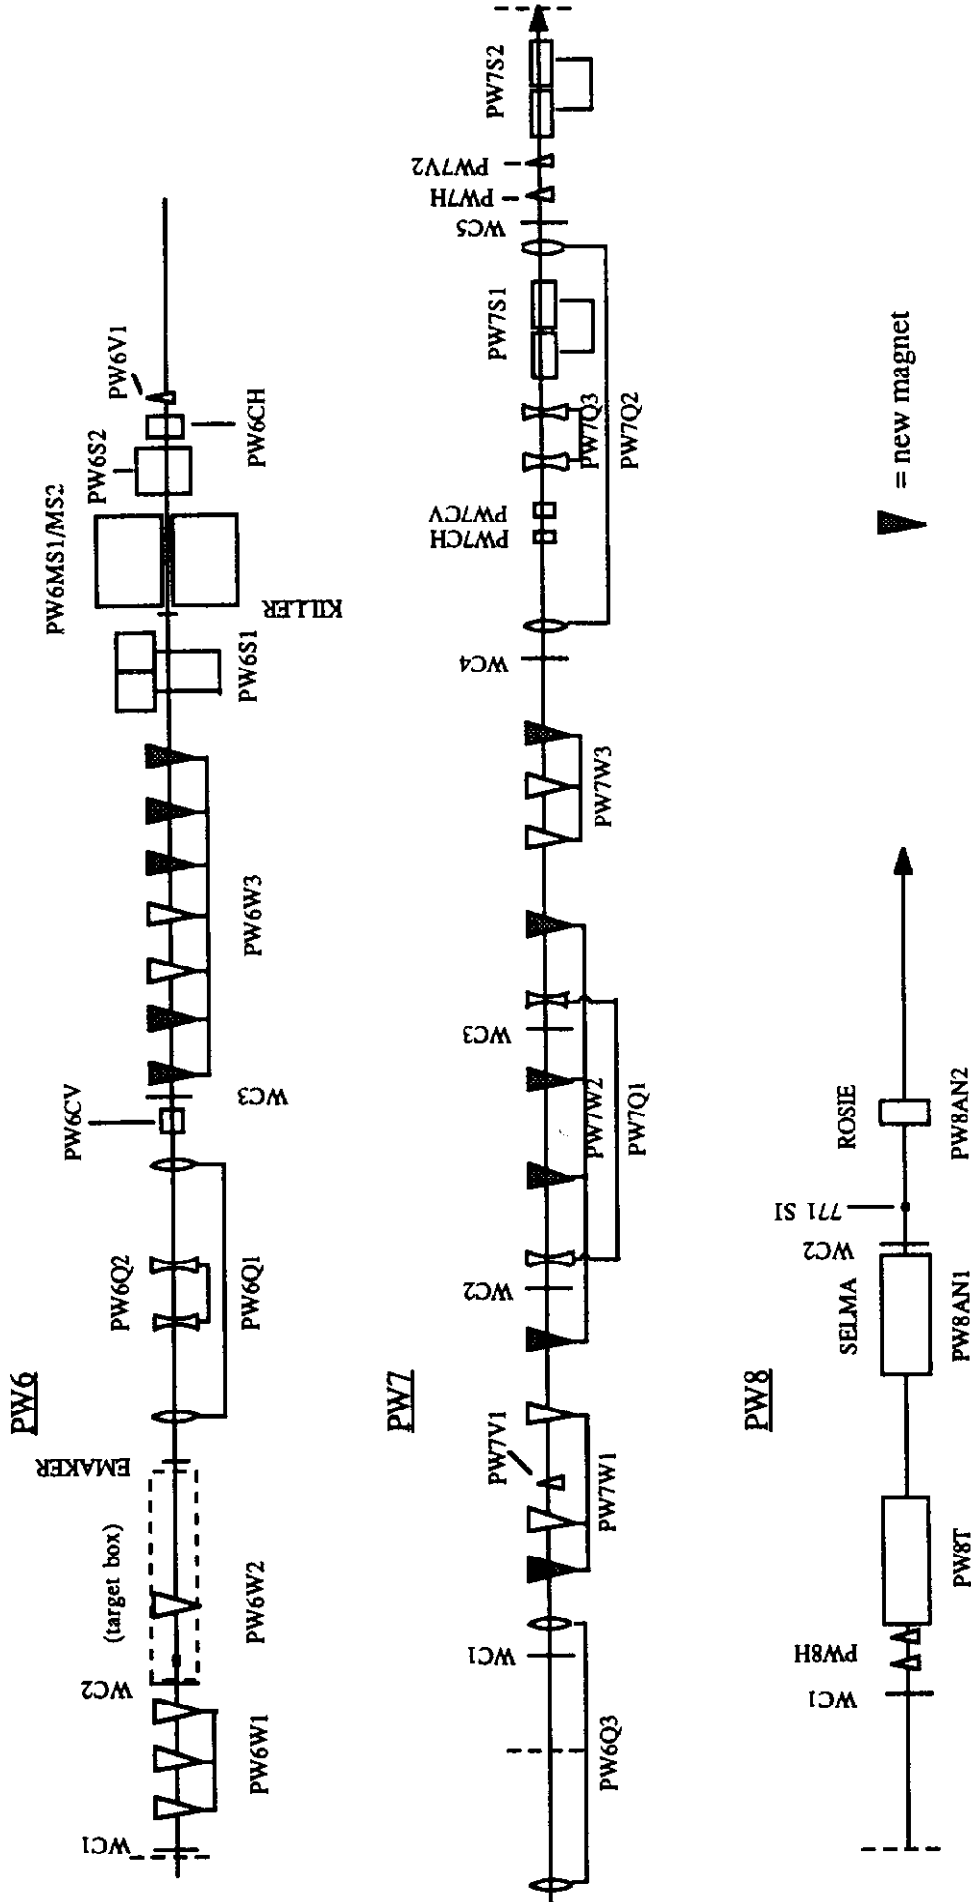 PW6
WC1
PW6W1
WC2
(target box)
PW6W2
EMAKER
PW6Q2
PW6Q1
PW6CV
WC3
PW6W3
PW6S1
KILLER
PW6MS1/MS2
PW6S2
PW6CH
PW6V1
PW7
PW6Q3
WC1
PW7V1
PW7W1
WC2
PW7W2
PW7Q1
WC3
PW7W3
WC4
PW7CH
PW7CV
PW7Q3
PW7Q2
PW7S1
WC5
PW7H
PW7V2
PW7S2
PW8
WC1
PW8H
PW8T
SELMA
PW8AN1
WC2
771 SI
ROSIE
PW8AN2
= new magnet